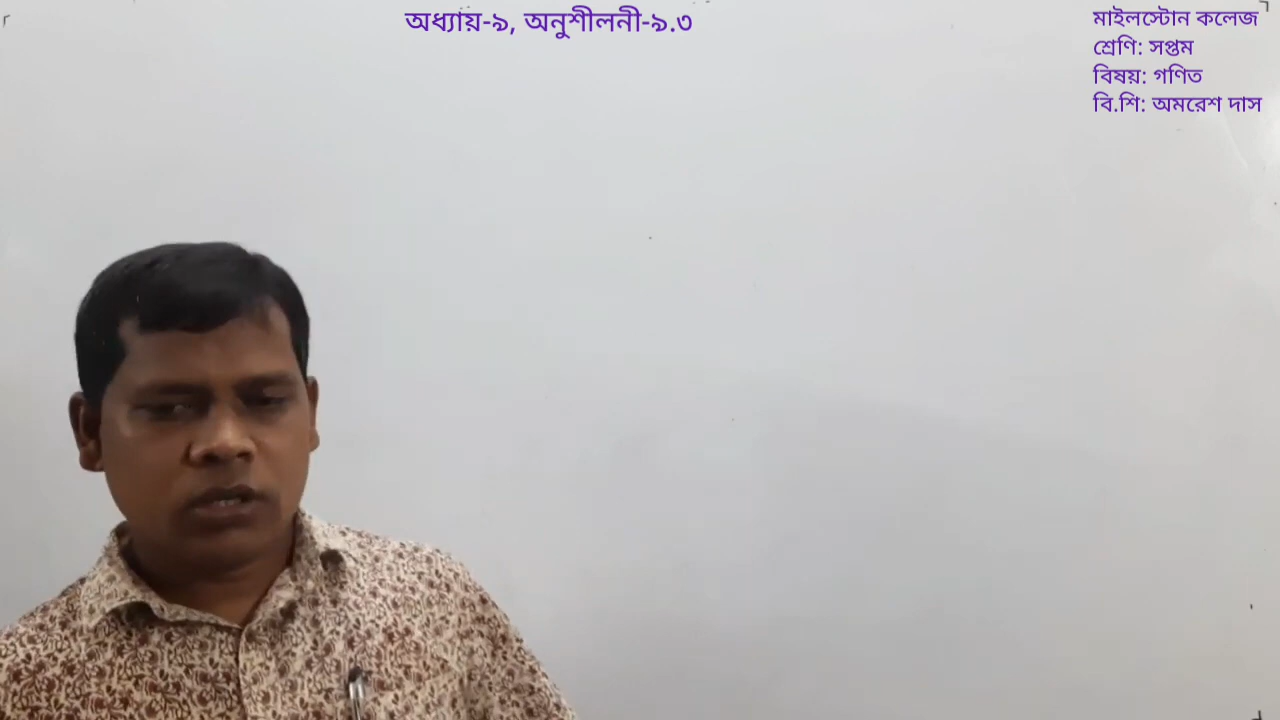 অধ্যায়-৯, অনুশীলনী-৯.৩
মাইলস্টোন কলেজ
শ্রেণি: সপ্তম
বিষয়: গণিত
বি.শি: অমরেশ দাস